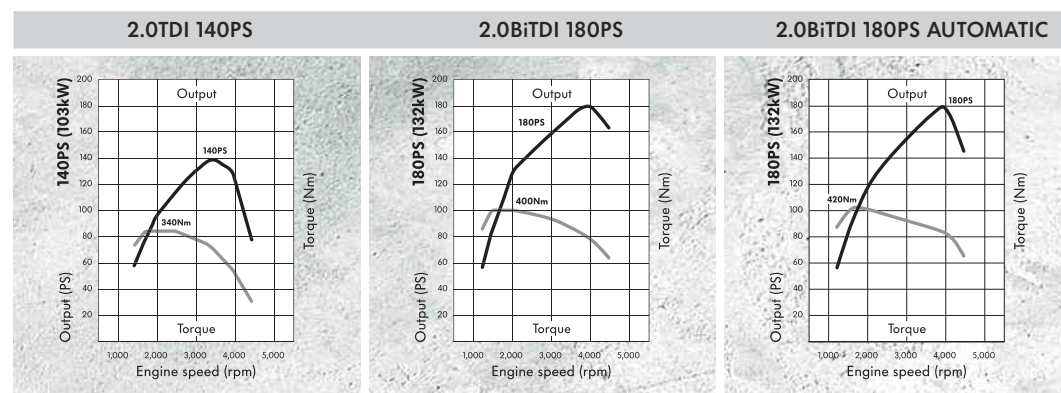 2.0TDI 140PS
140PS (103kW)
Output (PS)
200
180
160
140
120
100
80
60
40
20
Output
140PS
340Nm
Torque
Torque (Nm)
1,000 2,000 3,000 4,000 5,000
Engine speed (rpm)
2.0BiTDI 180PS
180PS (132kW)
Output (PS)
200
180
160
140
120
100
80
60
40
20
Output
180PS
400Nm
Torque
Torque (Nm)
1,000 2,000 3,000 4,000 5,000
Engine speed (rpm)
2.0BiTDI 180PS AUTOMATIC
180PS (132kW)
Output (PS)
200
180
160
140
120
100
80
60
40
20
Output
180PS
420Nm
Torque
Torque (Nm)
1,000 2,000 3,000 4,000 5,000
Engine speed (rpm)